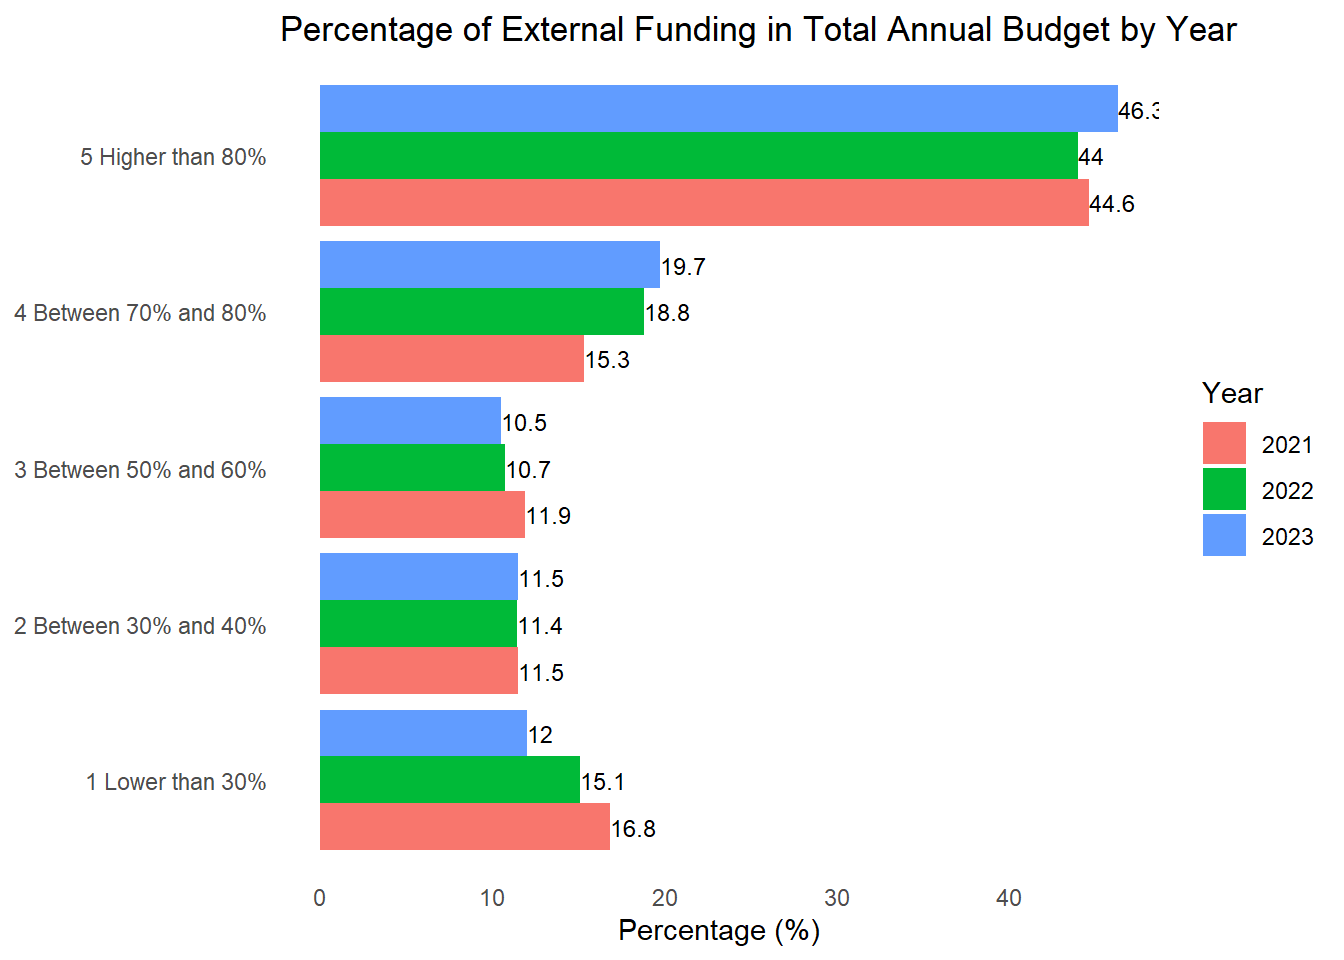 Percentage of External Funding in Total Annual Budget by Year
5 Higher than 80%
46.3
44
44.6
4 Between 70% and 80%
19.7
18.8
15.3
3 Between 50% and 60%
10.5
10.7
11.9
2 Between 30% and 40%
11.5
11.4
11.5
1 Lower than 30%
12
15.1
16.8
0 10 20 30 40
Percentage (%)
Year
2021
2022
2023